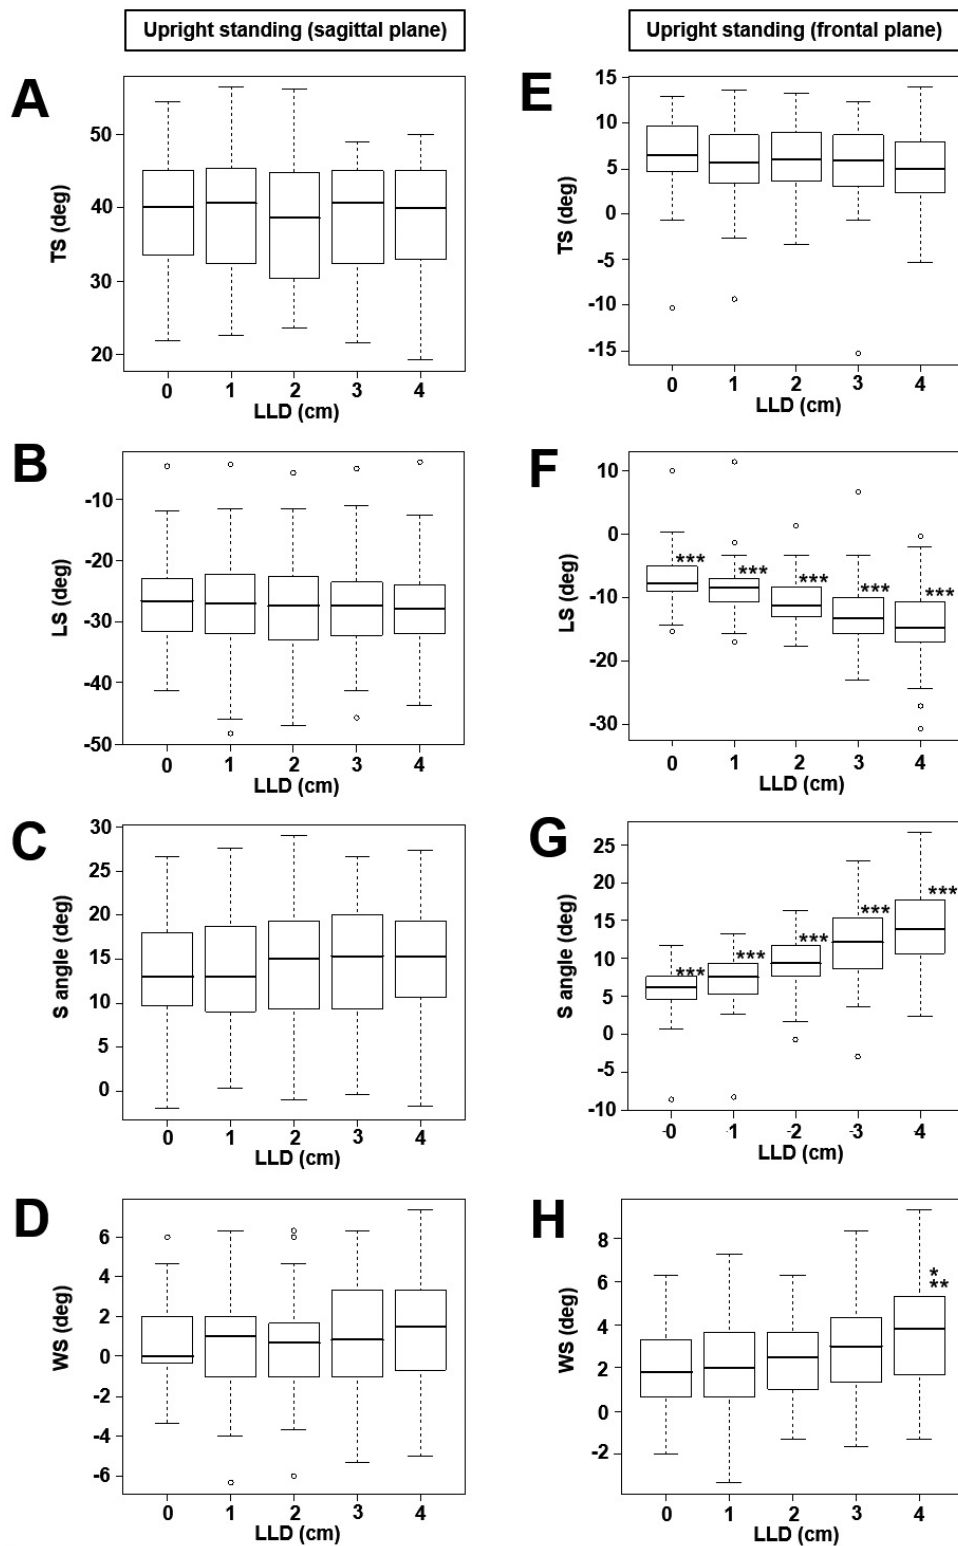 Upright standing (sagittal plane)
Upright standing (frontal plane)
A
TS (deg)
50
40
30
20
0 1 2 3 4
LLD (cm)
E
TS (deg)
15
10
5
0
-5
-10
-15
0 1 2 3 4
LLD (cm)
B
LS (deg)
-10
-20
-30
-40
-50
0 1 2 3 4
LLD (cm)
F
LS (deg)
10
0
-10
-20
-30
*** *** *** *** ***
0 1 2 3 4
LLD (cm)
C
S angle (deg)
30
25
20
15
10
5
0
0 1 2 3 4
LLD (cm)
G
S angle (deg)
25
20
15
10
5
0
-5
-10
*** *** *** *** ***
0 1 2 3 4
LLD (cm)
D
WS (deg)
6
4
2
0
-2
-4
-6
0 1 2 3 4
LLD (cm)
H
WS (deg)
8
6
4
2
0
-2
*
**
0 1 2 3 4
LLD (cm)